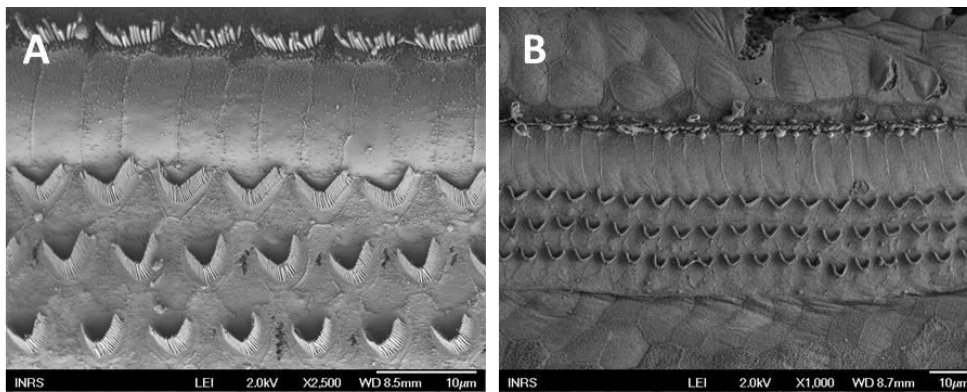 A
B
INRS LEI 2.0kV X2,500 WD 8.5mm 10µm
INRS LEI 2.0kV X1,000 WD 8.7mm 10µm